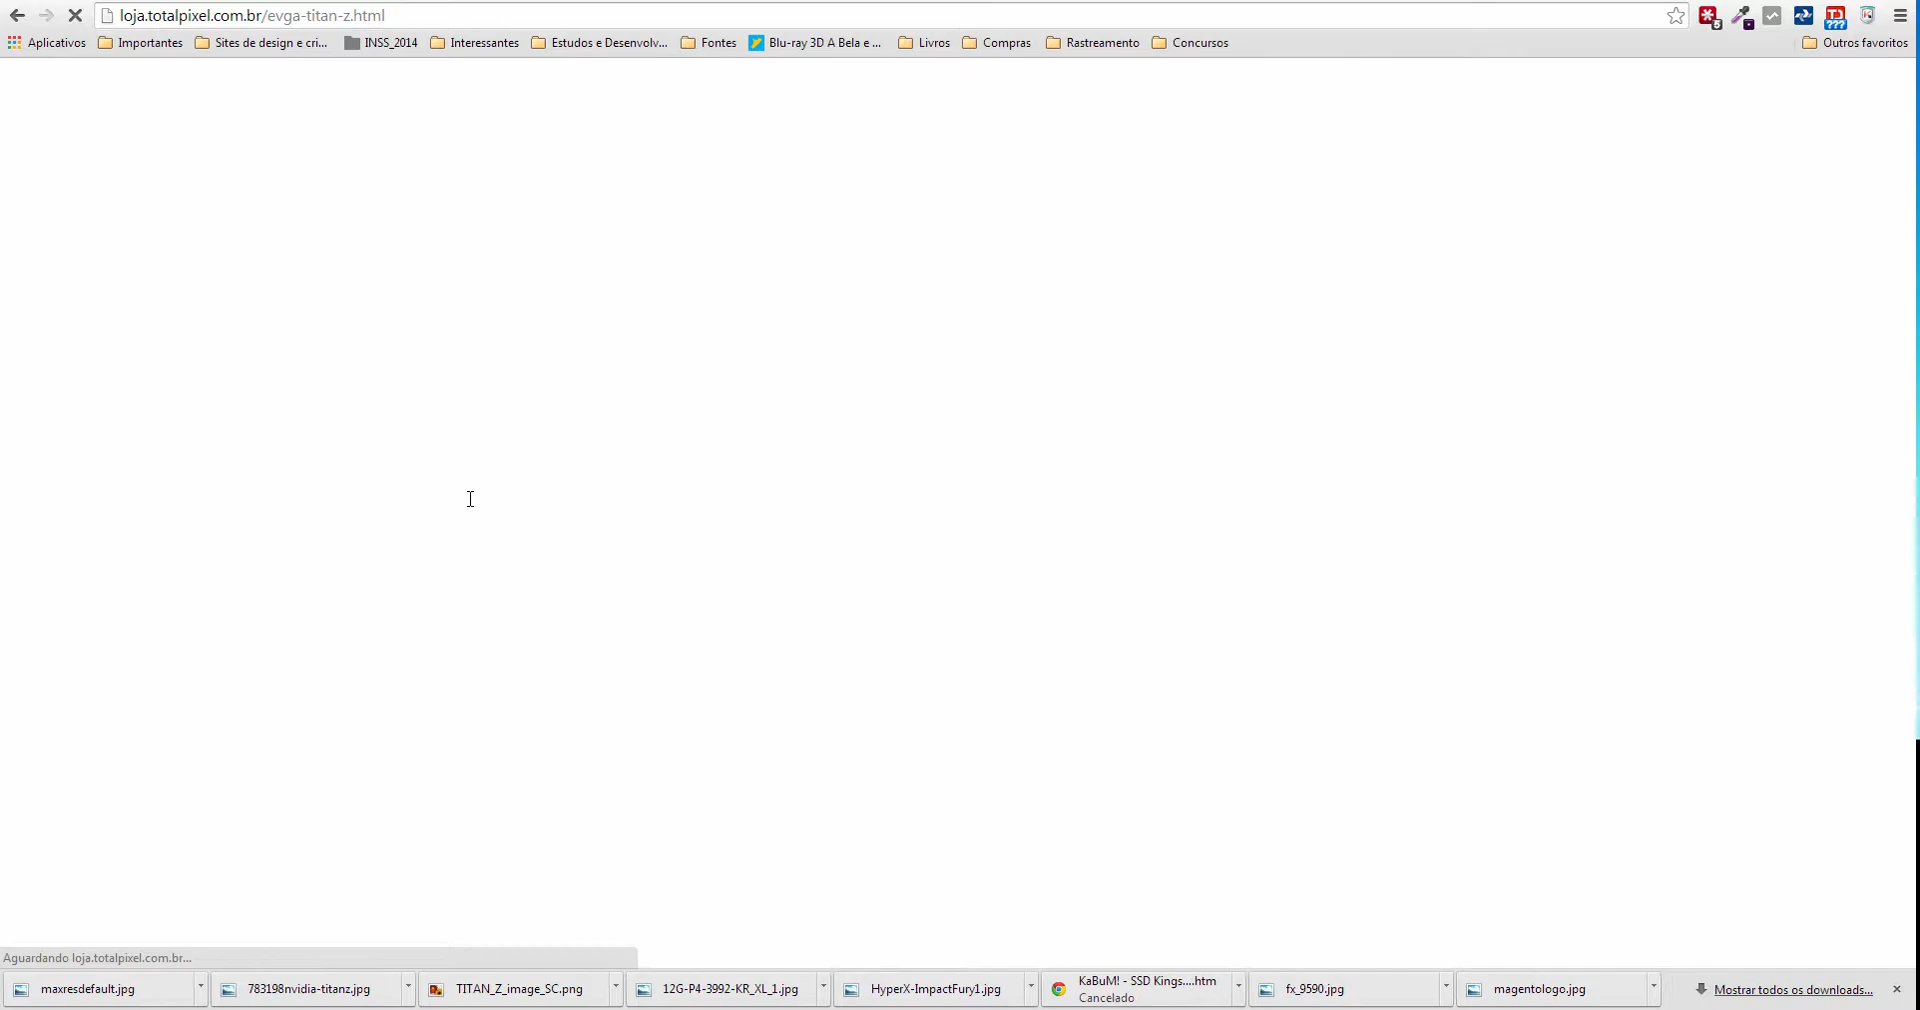 loja.totalpixel.com.br/evga-titan-z.html
5
TJ
???
Aplicativos Importantes Sites de design e cri... INSS_2014 Interessantes Estudos e Desenvolv... Fontes Blu-ray 3D A Bela e ... Livros Compras Rastreamento Concursos Outros favoritos
Aguardando loja.totalpixel.com.br...
maxresdefault.jpg 783198nvidia-titanz.jpg TITAN_Z_image_SC.png 12G-P4-3992-KR_XL_1.jpg HyperX-ImpactFury1.jpg KaBuM! - SSD Kings....htm fx_9590.jpg magentologo.jpg Mostrar todos os downloads...
Cancelado